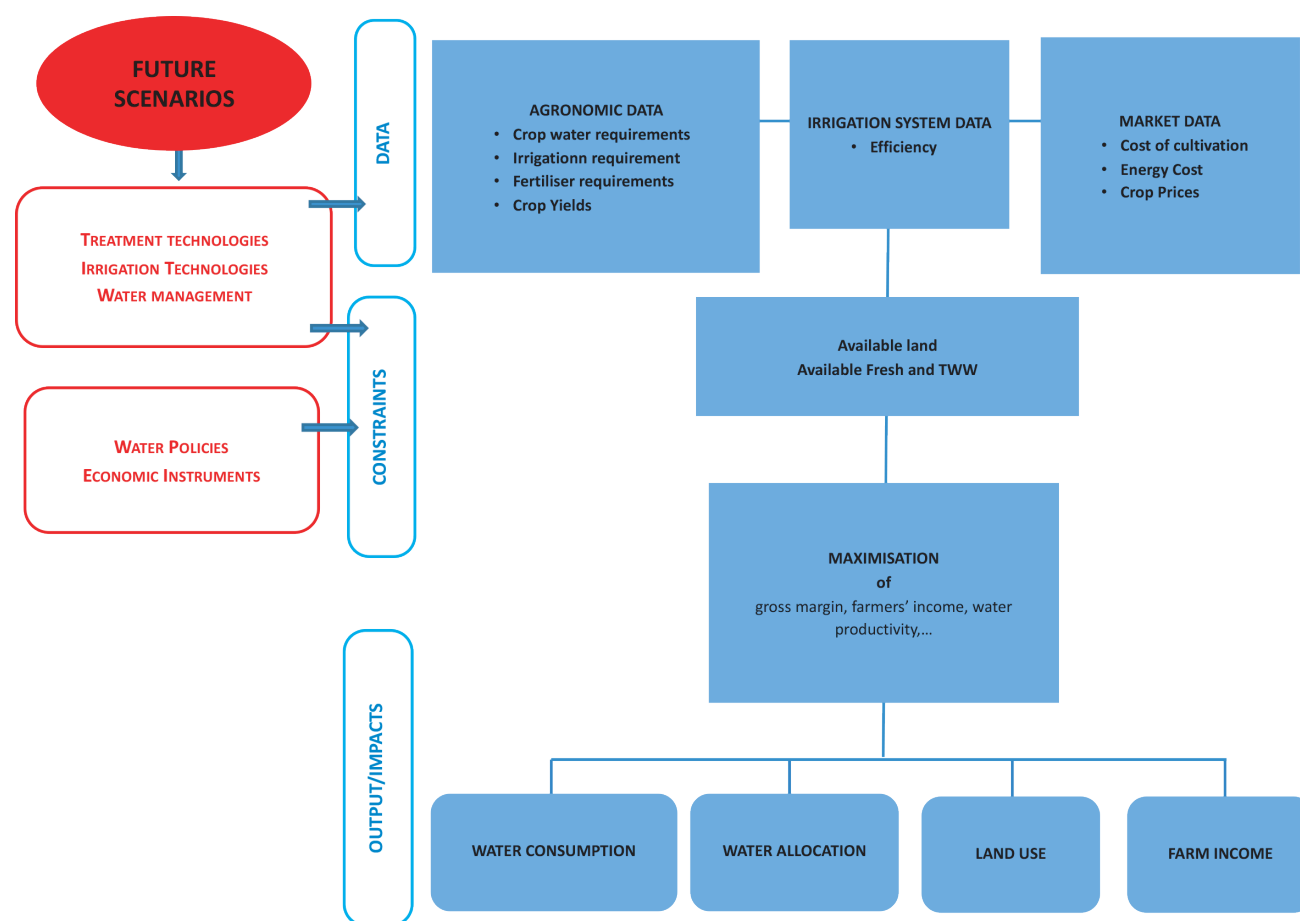 FUTURE
SCENARIOS
TREATMENT TECHNOLOGIES
IRRIGATION TECHNOLOGIES
WATER MANAGEMENT
WATER POLICIES
ECONOMIC INSTRUMENTS
DATA
CONSTRAINTS
OUTPUT/IMPACTS
AGRONOMIC DATA
• Crop water requirements
• Irrigationn requirement
• Fertiliser requirements
• Crop Yields
IRRIGATION SYSTEM DATA
• Efficiency
MARKET DATA
• Cost of cultivation
• Energy Cost
• Crop Prices
Available land
Available Fresh and TWW
MAXIMISATION
of
gross margin, farmers’ income, water
productivity,...
WATER CONSUMPTION
WATER ALLOCATION
LAND USE
FARM INCOME